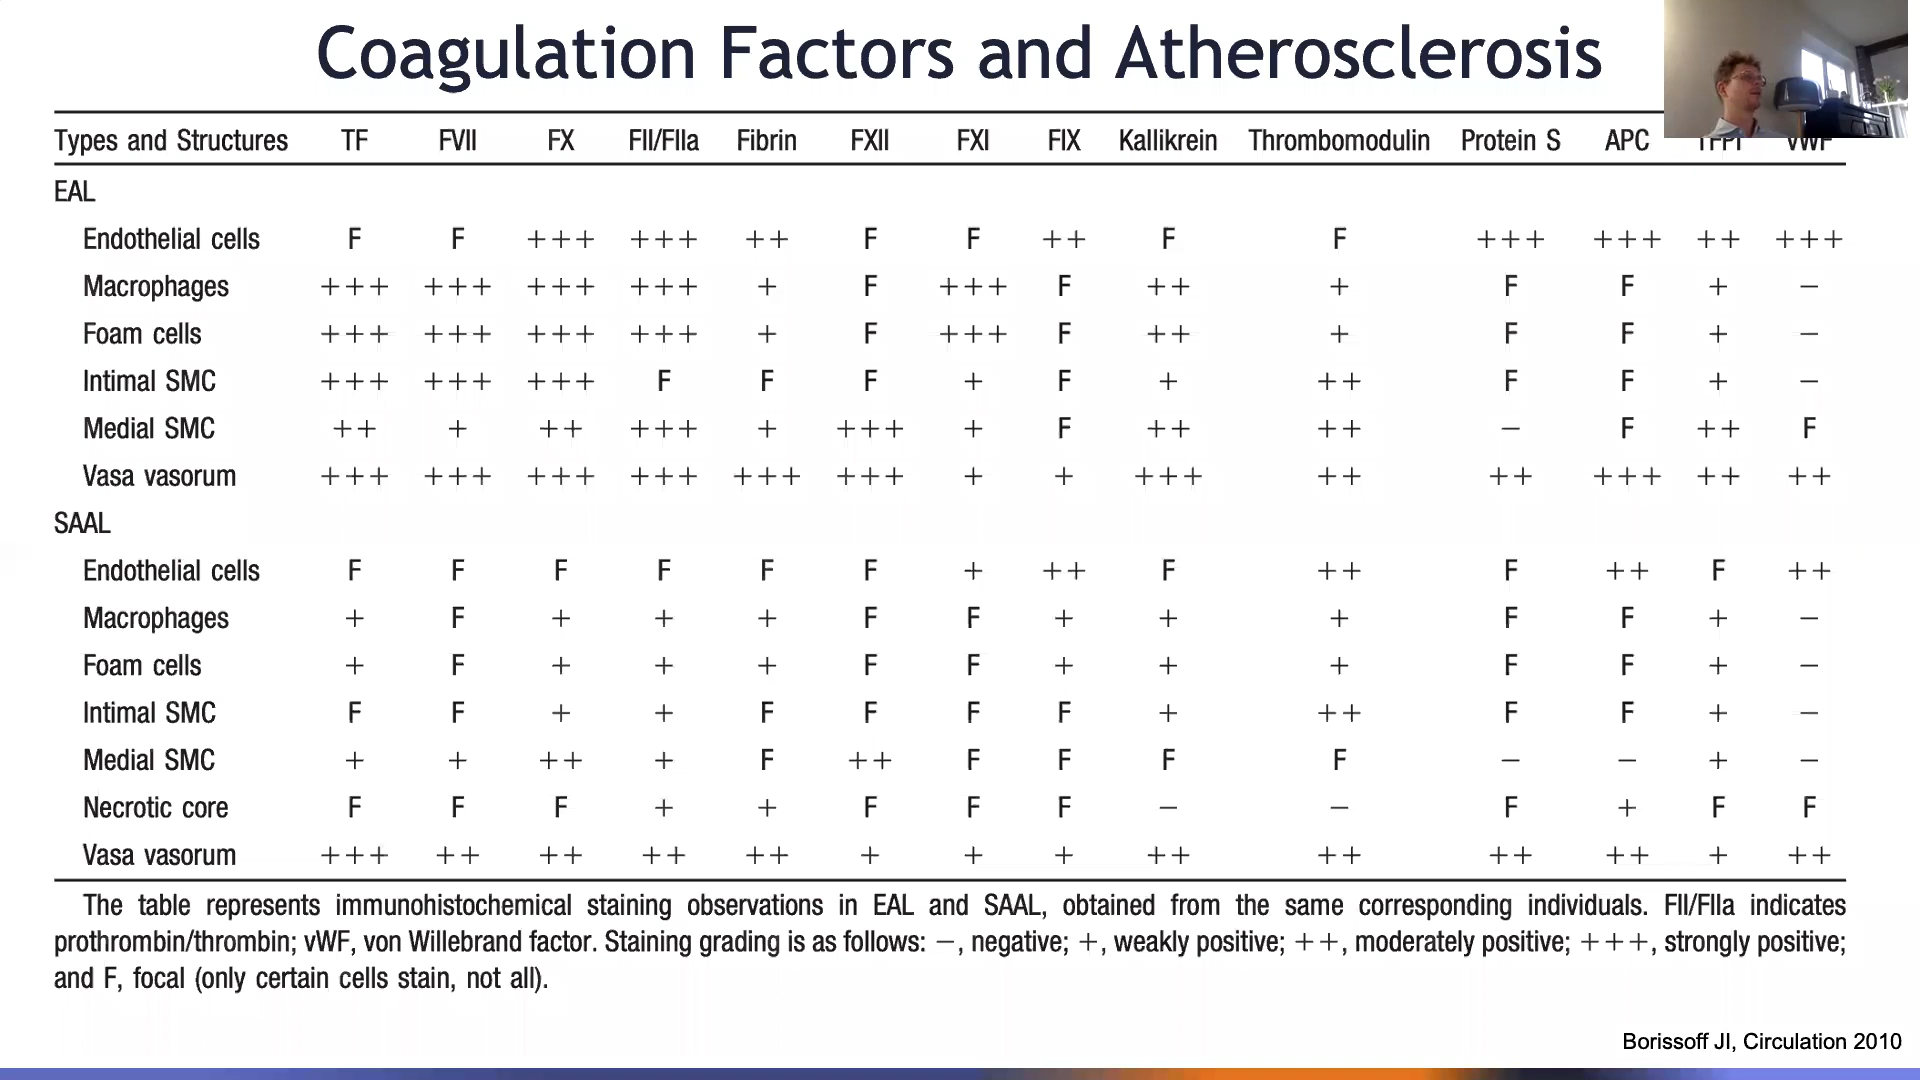 Coagulation Factors and Atherosclerosis
Types and Structures TF FVII FX FII/FIIa Fibrin FXII FXI FIX Kallikrein Thrombomodulin Protein S APC TFPI vWF
EAL
Endothelial cells F F +++ +++ ++ F F ++ F F +++ +++ ++ +++
Macrophages +++ +++ +++ +++ + F +++ F ++ + F F + −
Foam cells +++ +++ +++ +++ + F +++ F ++ + F F + −
Intimal SMC +++ +++ +++ F F F + F + ++ F F + −
Medial SMC ++ + ++ +++ + +++ + F ++ ++ − F ++ F
Vasa vasorum +++ +++ +++ +++ +++ +++ + + +++ ++ ++ +++ ++ ++
SAAL
Endothelial cells F F F F F F + ++ F ++ F ++ F ++
Macrophages + F + + + F F + + + F F + −
Foam cells + F + + + F F + + + F F + −
Intimal SMC F F + + F F F F + ++ F F + −
Medial SMC + + ++ + F ++ F F F F − − + −
Necrotic core F F F + + F F F − − F + F F
Vasa vasorum +++ ++ ++ ++ ++ + + + ++ ++ ++ ++ + ++
The table represents immunohistochemical staining observations in EAL and SAAL, obtained from the same corresponding individuals. FII/FIIa indicates
prothrombin/thrombin; vWF, von Willebrand factor. Staining grading is as follows: −, negative; +, weakly positive; ++, moderately positive; +++, strongly positive;
and F, focal (only certain cells stain, not all).
Borissoff JI, Circulation 2010